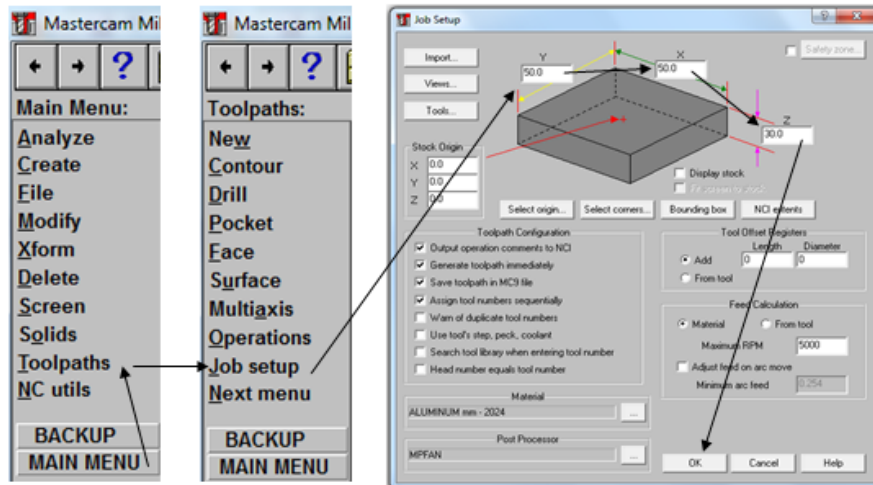 Mastercam Mil
?
Main Menu:
Analyze
Create
File
Modify
Xform
Delete
Screen
Solids
Toolpaths
NC utils
BACKUP
MAIN MENU
Mastercam Mil
?
Toolpaths:
New
Contour
Drill
Pocket
Face
Surface
Multiaxis
Operations
Job setup
Next menu
BACKUP
MAIN MENU
Job Setup
?
Import...
Views...
Tools...
Y
50.0
X
50.0
Z
30.0
Safety zone...
Stock Origin
X 0.0
Y 0.0
Z 0.0
Display stock
Fit screen to stock
Select origin...
Select corners...
Bounding box
NCI extents
Toolpath Configuration
Output operation comments to NCI
Generate toolpath immediately
Save toolpath in MC9 file
Assign tool numbers sequentially
Warn of duplicate tool numbers
Use tool's step, peck, coolant
Search tool library when entering tool number
Head number equals tool number
Tool Offset Registers
Length Diameter
Add 0 0
From tool
Feed Calculation
Material From tool
Maximum RPM 5000
Adjust feed on arc move
Minimum arc feed 0.254
Material
ALUMINUM mm - 2024
...
Post Processor
MPFAN
...
OK
Cancel
Help